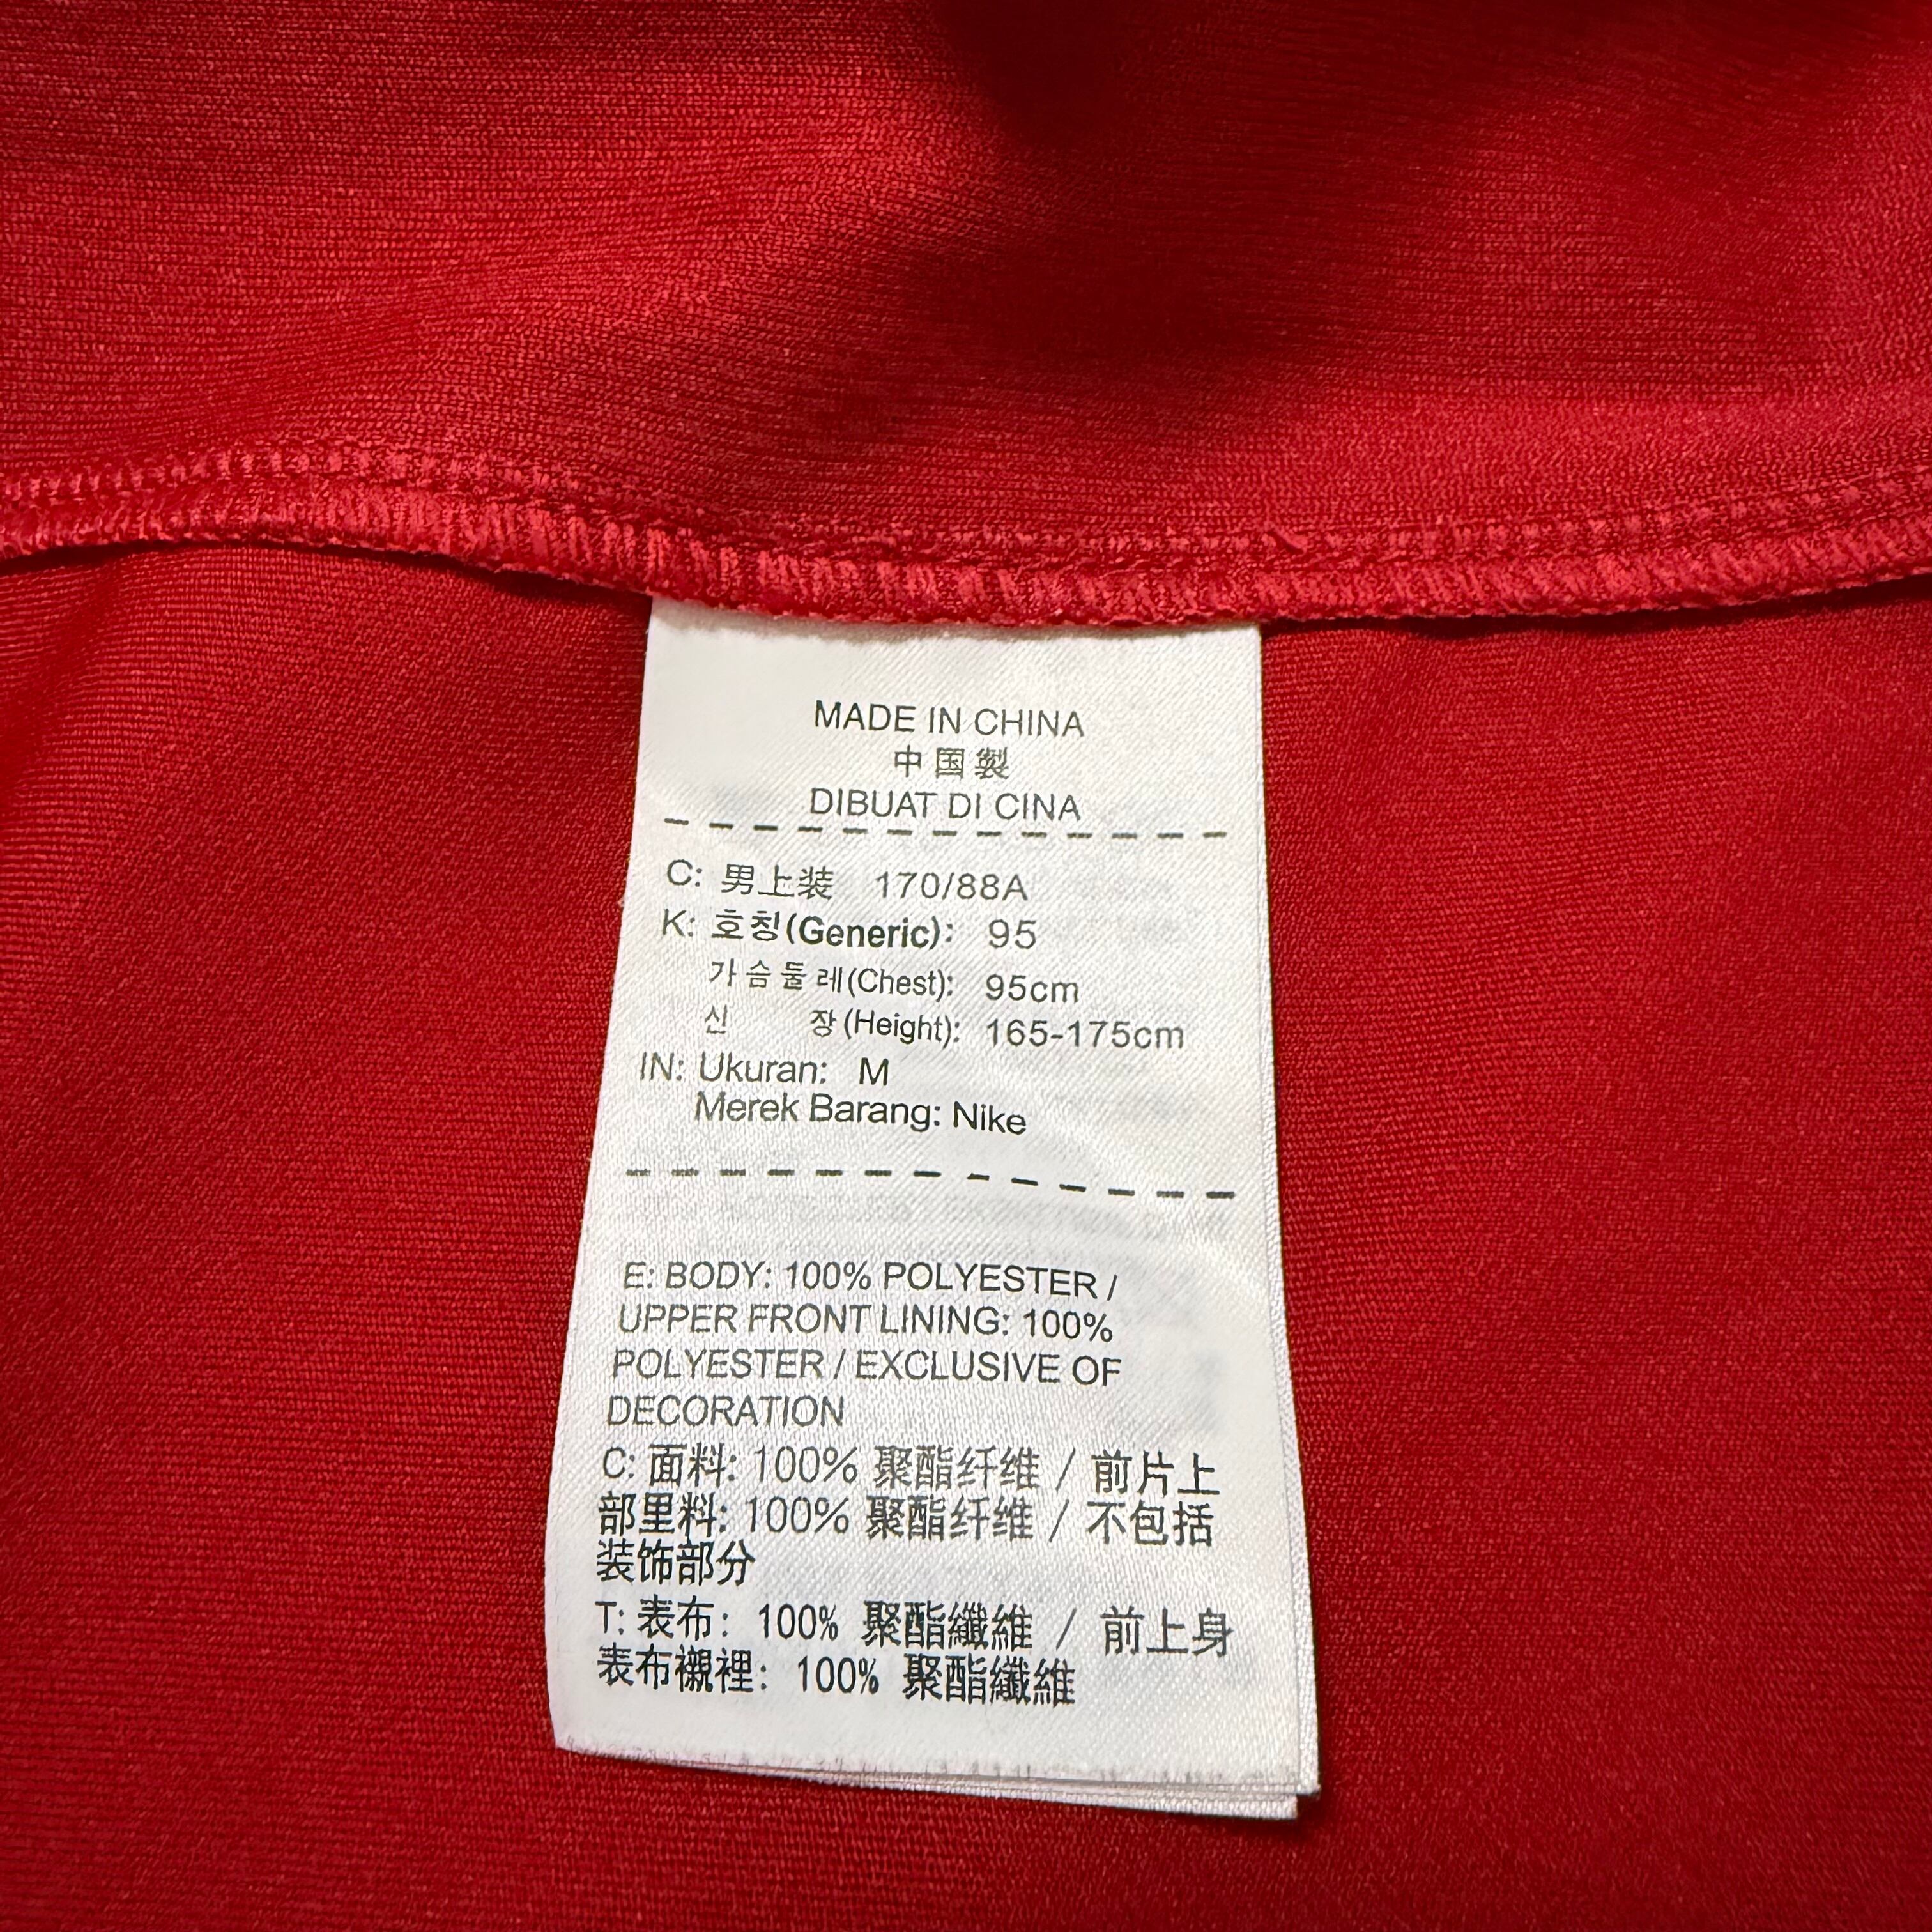 MADE IN CHINA
中国製
DIBUAT DI CINA
C: 男上装 170/88A
K: 호칭(Generic): 95
가슴둘레(Chest): 95cm
신 장(Height): 165-175cm
IN: Ukuran: M
Merek Barang: Nike
E: BODY: 100% POLYESTER /
UPPER FRONT LINING: 100%
POLYESTER / EXCLUSIVE OF
DECORATION
C: 面料: 100% 聚酯纤维 / 前片上
部里料: 100% 聚酯纤维 / 不包括
装饰部分
T: 表布: 100% 聚酯纖維 / 前上身
表布襯裡: 100% 聚酯纖維